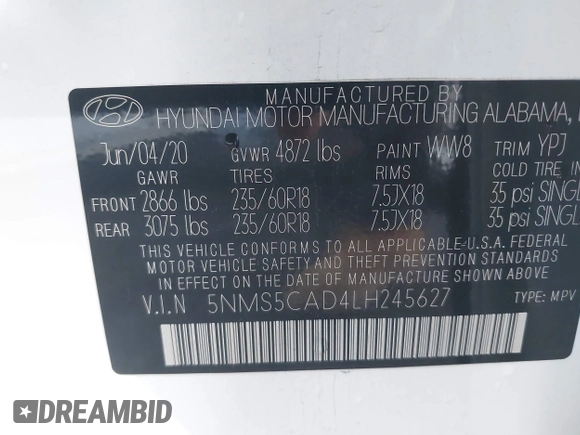 MANUFACTURED BY
HYUNDAI MOTOR MANUFACTURING ALABAMA,
Jun/04/20 GVWR 4872 lbs PAINT WW8 TRIM YPJ
GAWR TIRES RIMS COLD TIRE IN
FRONT 2866 lbs 235/60R18 7.5JX18 35 psi SINGL
REAR 3075 lbs 235/60R18 7.5JX18 35 psi SINGL
THIS VEHICLE CONFORMS TO ALL APPLICABLE U.S.A. FEDERAL
MOTOR VEHICLE SAFETY AND THEFT PREVENTION STANDARDS
IN EFFECT ON THE DATE OF MANUFACTURE SHOWN ABOVE.
V.I.N 5NMS5CAD4LH245627 TYPE: MPV
DREAMBID